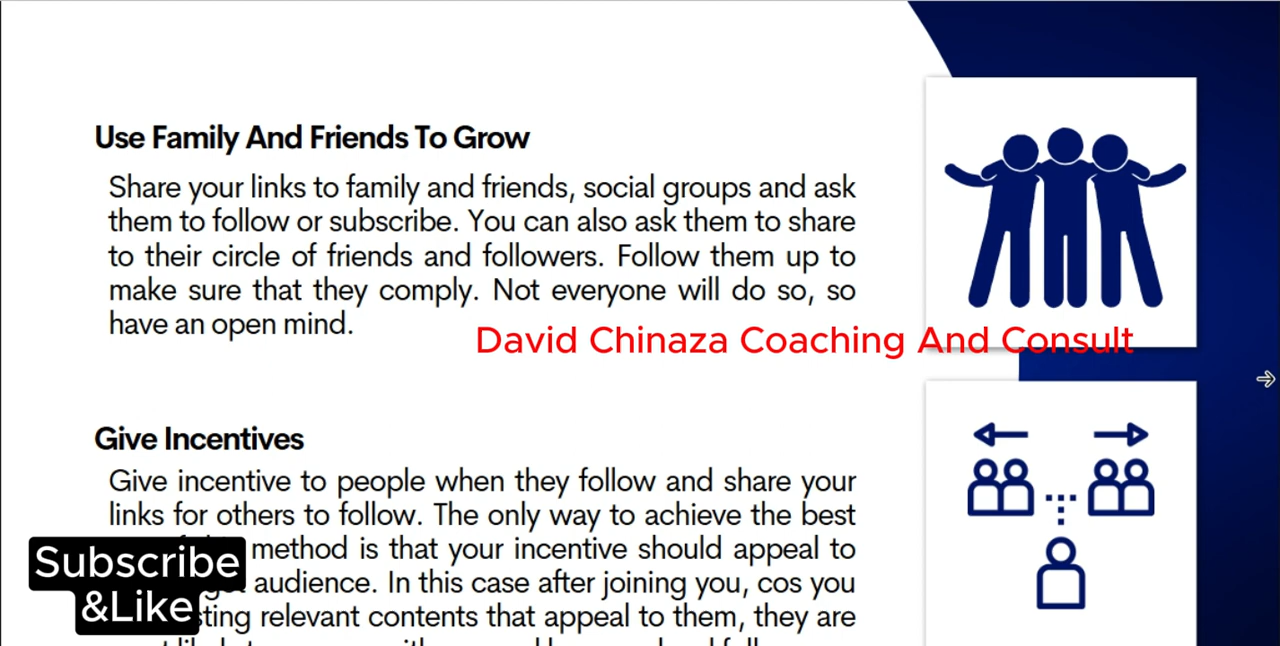 Use Family And Friends To Grow
Share your links to family and friends, social groups and ask
them to follow or subscribe. You can also ask them to share
to their circle of friends and followers. Follow them up to
make sure that they comply. Not everyone will do so, so
have an open mind.
David Chinaza Coaching And Consult
Give Incentives
Give incentive to people when they follow and share your
links for others to follow. The only way to achieve the best
method is that your incentive should appeal to
audience. In this case after joining you, cos you
relevant contents that appeal to them, they are
Subscribe
&Like